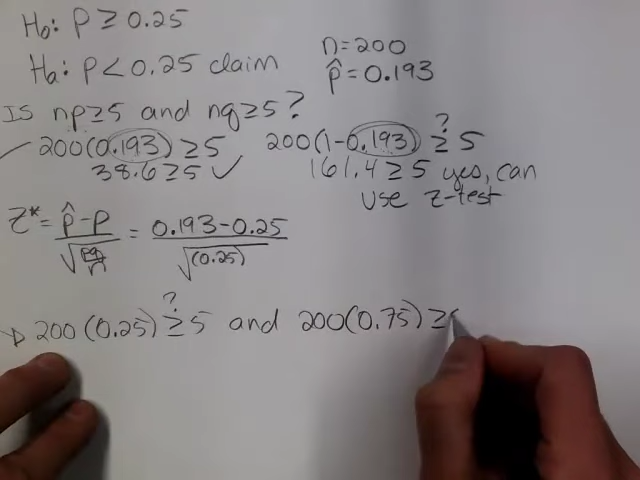 H₀: P ≥ 0.25
Hₐ: P < 0.25 claim
n = 200
p̂ = 0.193
Is np ≥ 5 and nq ≥ 5?
✓ 200(0.193) ≥ 5
38.6 ≥ 5 ✓
200(1-0.193) ≥? 5
161.4 ≥ 5 yes, can
use z-test
z* = (p̂ - p)/√(pq/n) = (0.193-0.25)/√((0.25))
→ 200(0.25) ≥? 5 and 200(0.75) ≥